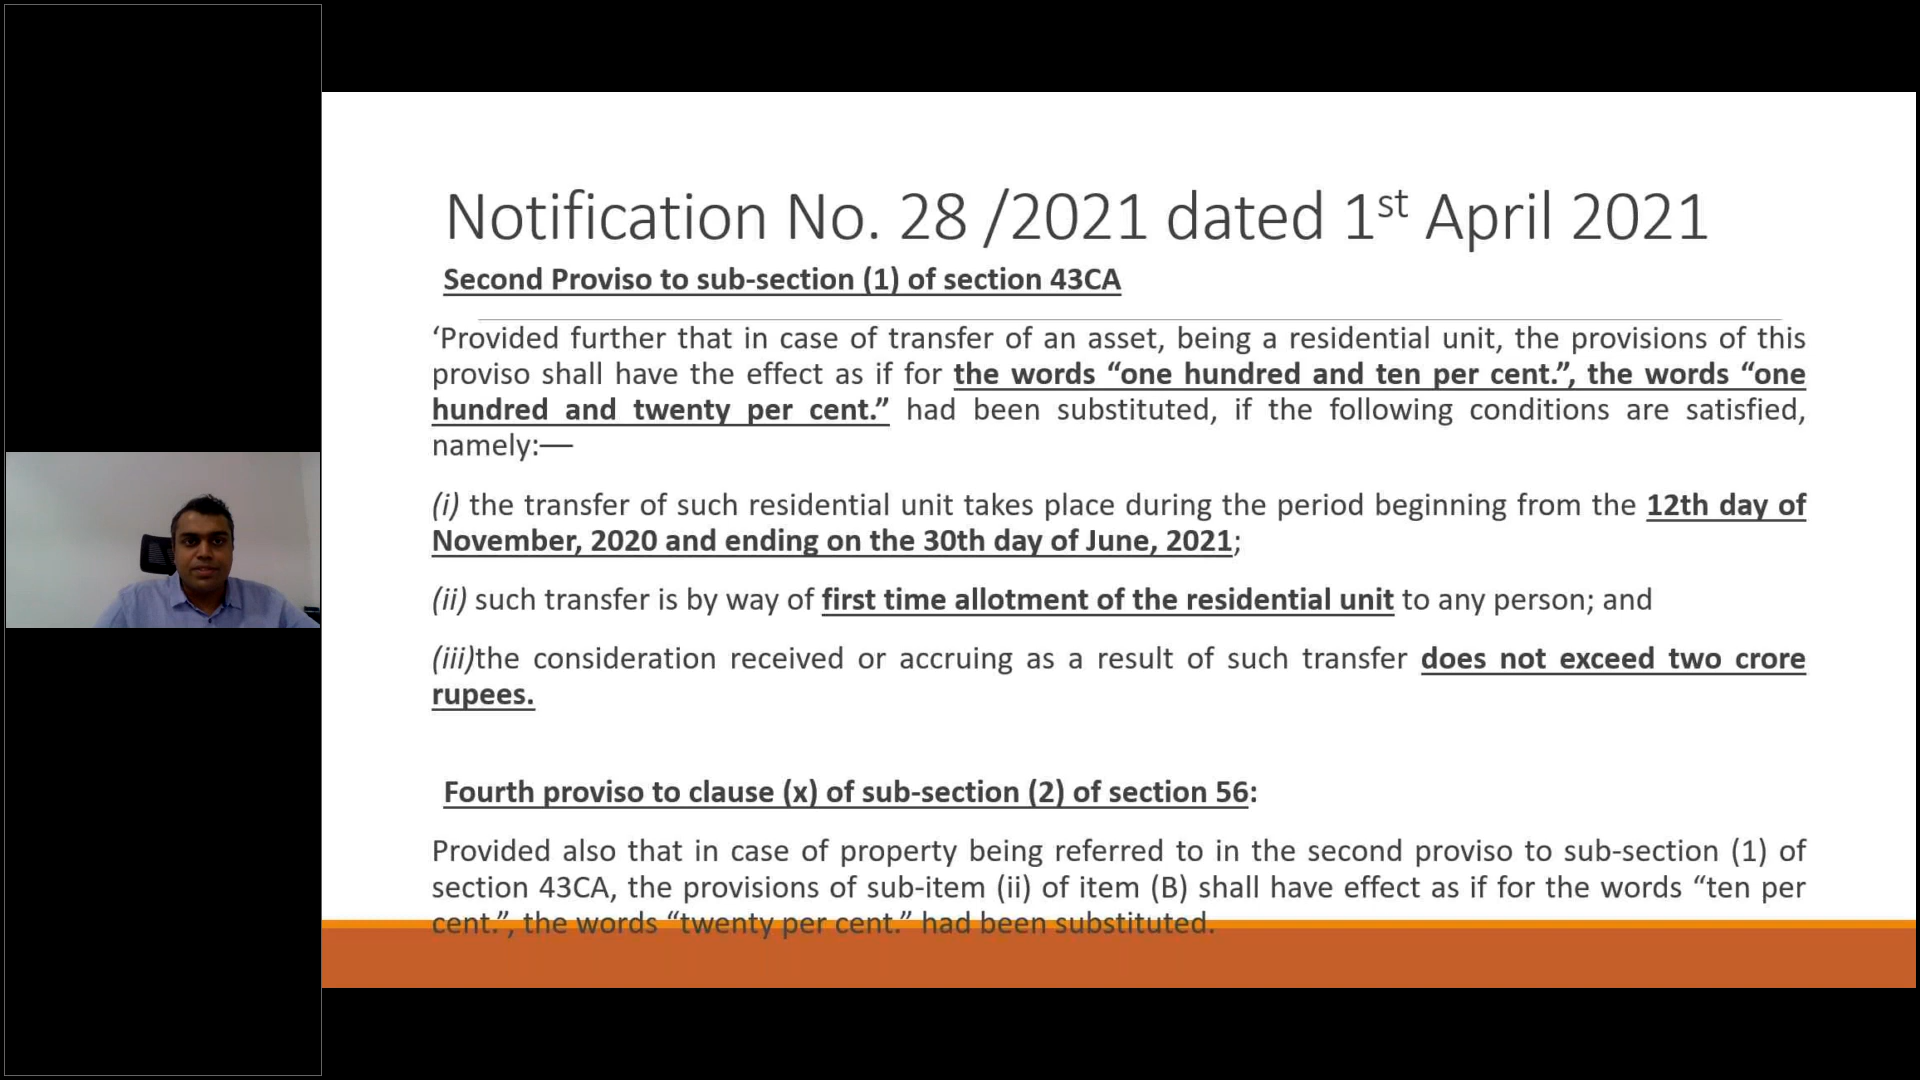 Notification No. 28 /2021 dated 1st April 2021
Second Proviso to sub-section (1) of section 43CA
‘Provided further that in case of transfer of an asset, being a residential unit, the provisions of this
proviso shall have the effect as if for the words “one hundred and ten per cent.”, the words “one
hundred and twenty per cent.” had been substituted, if the following conditions are satisfied,
namely:—
(i) the transfer of such residential unit takes place during the period beginning from the 12th day of
November, 2020 and ending on the 30th day of June, 2021;
(ii) such transfer is by way of first time allotment of the residential unit to any person; and
(iii)the consideration received or accruing as a result of such transfer does not exceed two crore
rupees.
Fourth proviso to clause (x) of sub-section (2) of section 56:
Provided also that in case of property being referred to in the second proviso to sub-section (1) of
section 43CA, the provisions of sub-item (ii) of item (B) shall have effect as if for the words “ten per
cent.”, the words “twenty per cent.” had been substituted.